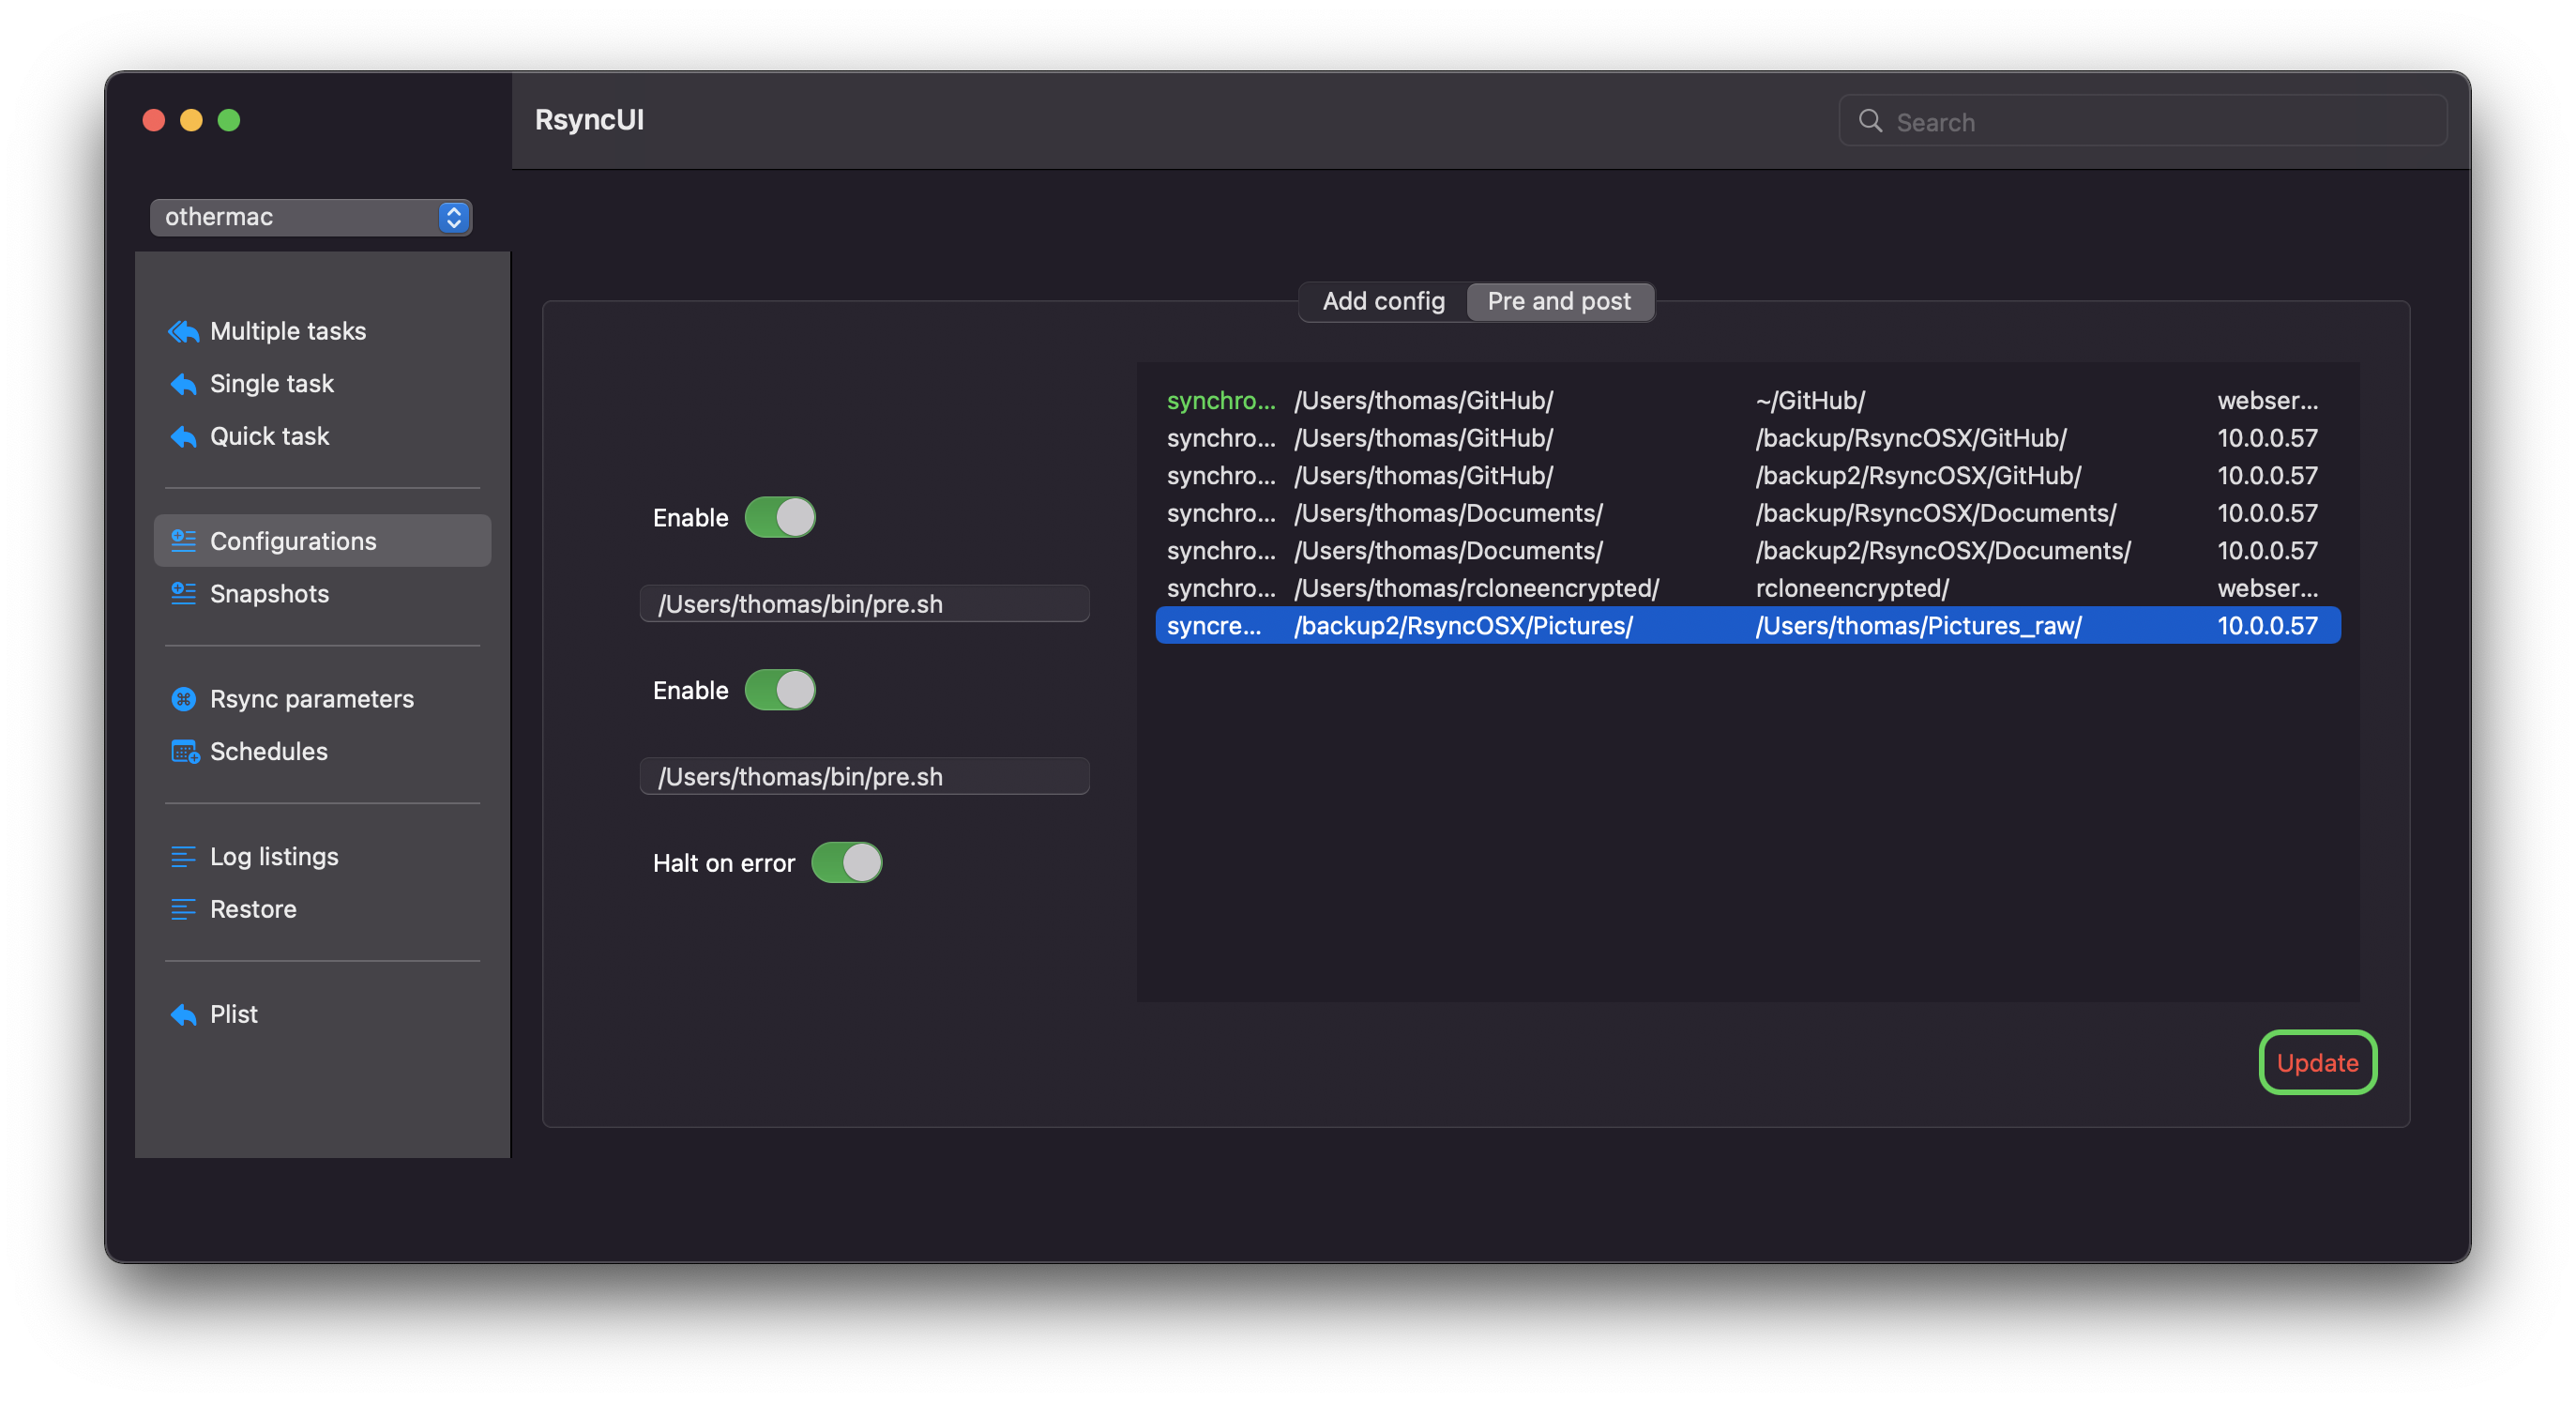 RsyncUI
Search
othermac
Multiple tasks
Single task
Quick task
Configurations
Snapshots
Rsync parameters
Schedules
Log listings
Restore
Plist
Add config Pre and post
Enable
/Users/thomas/bin/pre.sh
Enable
/Users/thomas/bin/pre.sh
Halt on error
synchro... /Users/thomas/GitHub/ ~/GitHub/ webser...
synchro... /Users/thomas/GitHub/ /backup/RsyncOSX/GitHub/ 10.0.0.57
synchro... /Users/thomas/GitHub/ /backup2/RsyncOSX/GitHub/ 10.0.0.57
synchro... /Users/thomas/Documents/ /backup/RsyncOSX/Documents/ 10.0.0.57
synchro... /Users/thomas/Documents/ /backup2/RsyncOSX/Documents/ 10.0.0.57
synchro... /Users/thomas/rcloneencrypted/ rcloneencrypted/ webser...
syncre... /backup2/RsyncOSX/Pictures/ /Users/thomas/Pictures_raw/ 10.0.0.57
Update